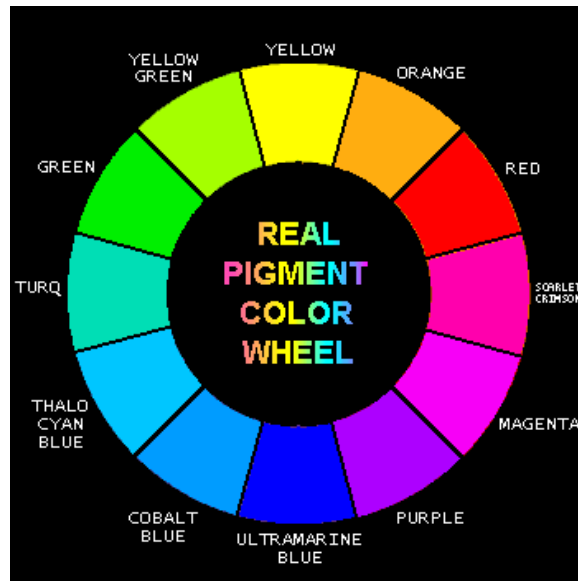 YELLOW
ORANGE
RED
SCARLET
CRIMSON
MAGENTA
PURPLE
ULTRAMARINE
BLUE
COBALT
BLUE
THALO
CYAN
BLUE
TURQ
GREEN
YELLOW
GREEN
REAL
PIGMENT
COLOR
WHEEL